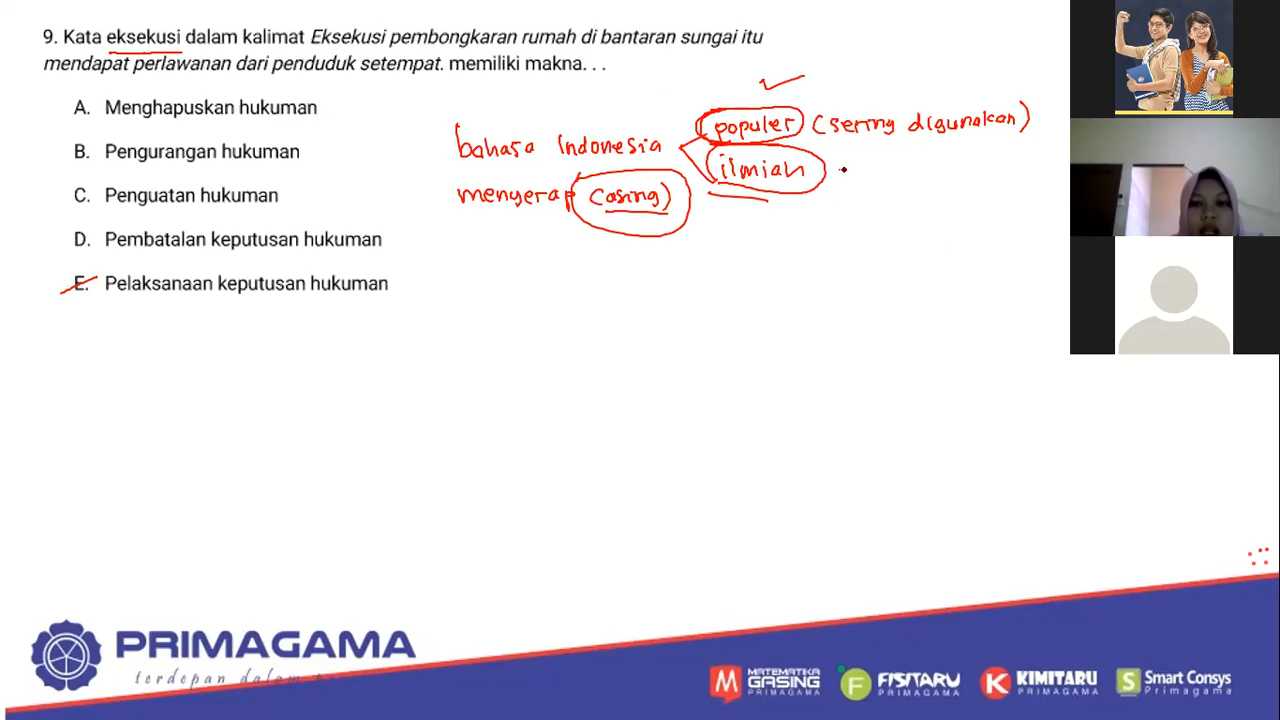 9. Kata eksekusi dalam kalimat Eksekusi pembongkaran rumah di bantaran sungai itu
mendapat perlawanan dari penduduk setempat. memiliki makna. . .
A. Menghapuskan hukuman
B. Pengurangan hukuman
C. Penguatan hukuman
D. Pembatalan keputusan hukuman
E. Pelaksanaan keputusan hukuman
bahasa Indonesia
menyerap (asing)
populer (sering digunakan)
ilmiah
PRIMAGAMA
terdepan dalam
MATEMATIKA
GASING
PRIMAGAMA
FISITARU
PRIMAGAMA
KIMITARU
PRIMAGAMA
Smart Consys
Primagama